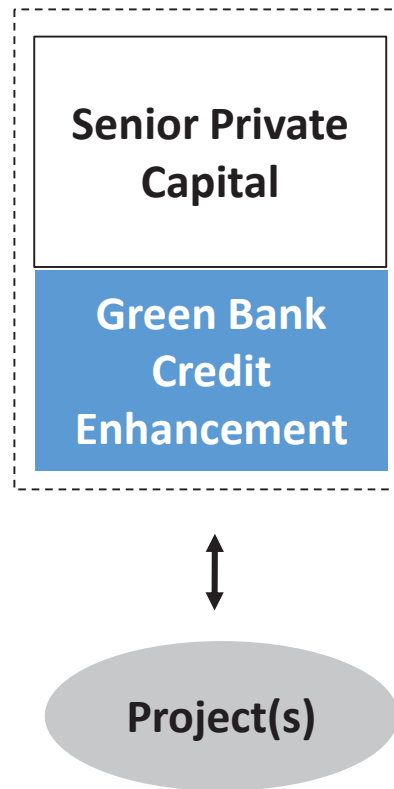 Senior Private
Capital
Green Bank
Credit
Enhancement
Project(s)